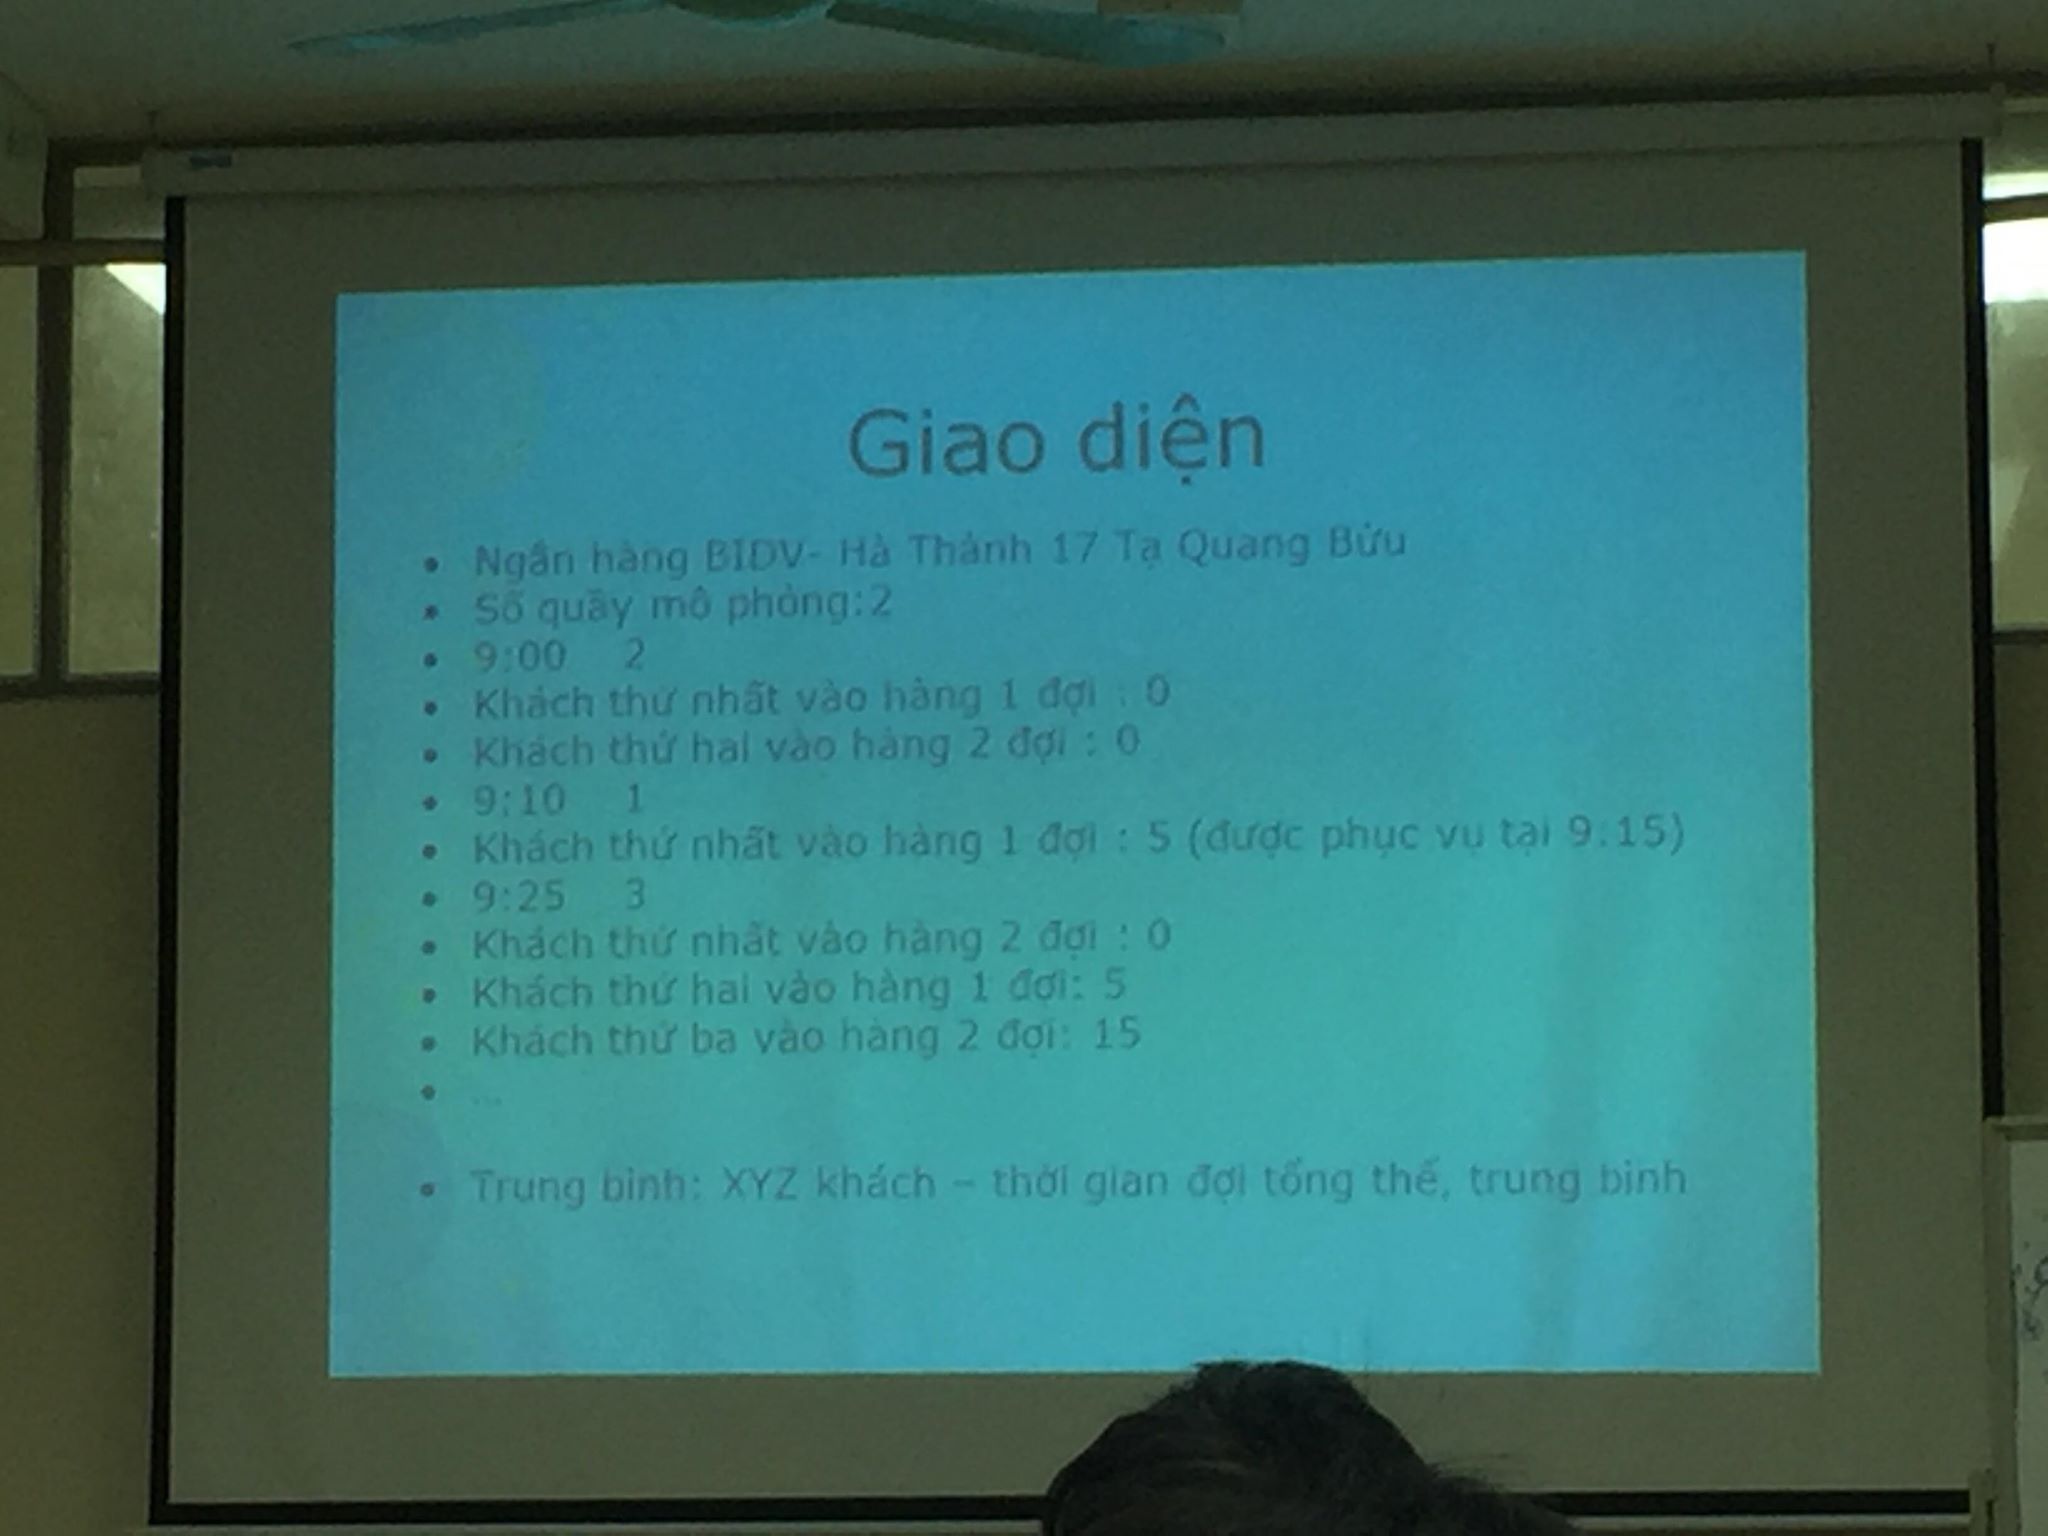 Giao diện
• Ngân hàng BIDV- Hà Thành 17 Tạ Quang Bửu
• Số quầy mô phỏng:2
• 9:00 2
• Khách thứ nhất vào hàng 1 đợi : 0
• Khách thứ hai vào hàng 2 đợi : 0
• 9:10 1
• Khách thứ nhất vào hàng 1 đợi : 5 (được phục vụ tại 9:15)
• 9:25 3
• Khách thứ nhất vào hàng 2 đợi : 0
• Khách thứ hai vào hàng 1 đợi: 5
• Khách thứ ba vào hàng 2 đợi: 15
• ...
• Trung bình: XYZ khách – thời gian đợi tổng thể, trung bình